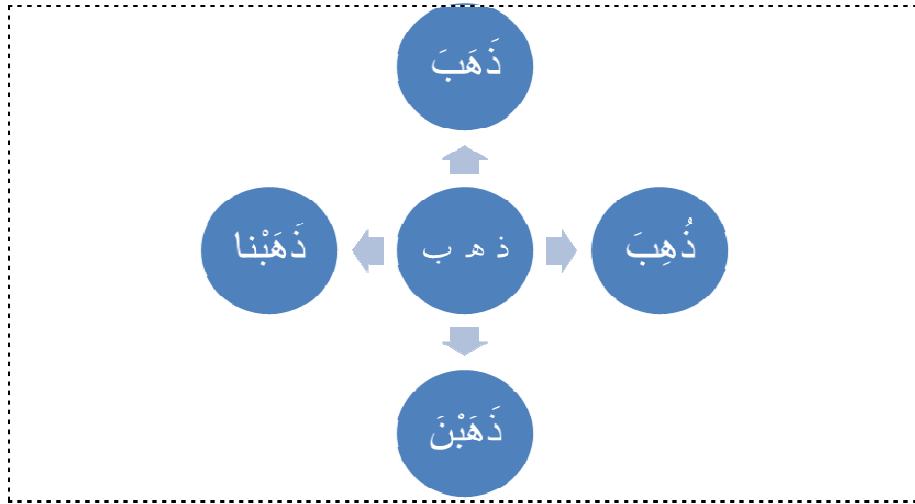 ذَهَبَ
ذَهَبْنا
ذ ه ب
ذُهِبَ
ذَهَبْنَ